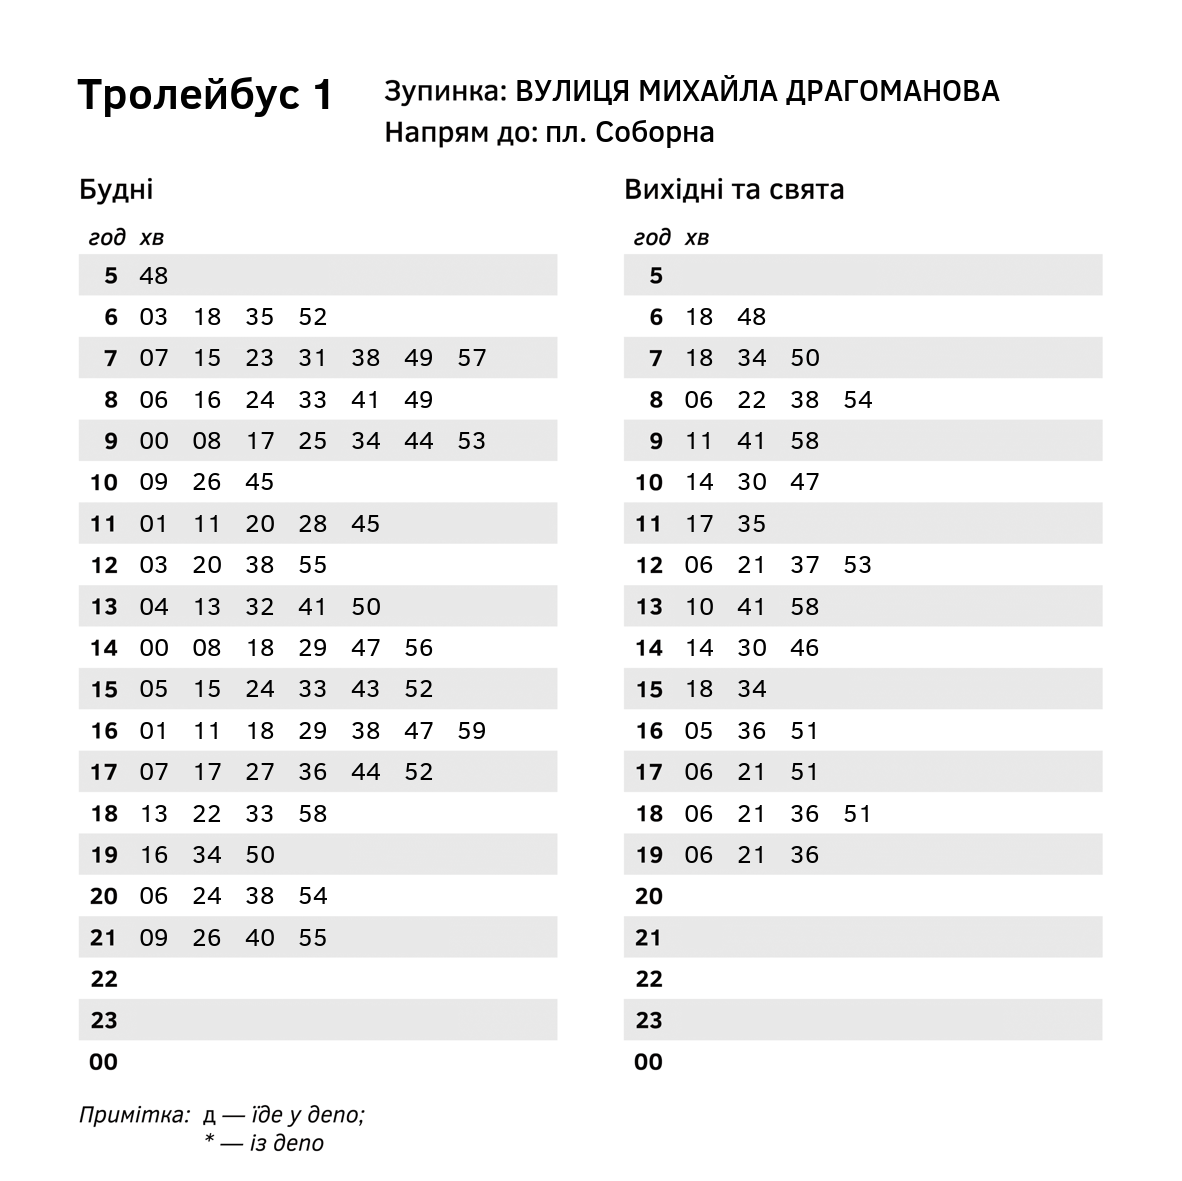 Тролейбус 1
Зупинка: ВУЛИЦЯ МИХАЙЛА ДРАГОМАНОВА
Напрям до: пл. Соборна
Будні
год хв
5 48
6 03 18 35 52
7 07 15 23 31 38 49 57
8 06 16 24 33 41 49
9 00 08 17 25 34 44 53
10 09 26 45
11 01 11 20 28 45
12 03 20 38 55
13 04 13 32 41 50
14 00 08 18 29 47 56
15 05 15 24 33 43 52
16 01 11 18 29 38 47 59
17 07 17 27 36 44 52
18 13 22 33 58
19 16 34 50
20 06 24 38 54
21 09 26 40 55
22
23
00
Вихідні та свята
год хв
5
6 18 48
7 18 34 50
8 06 22 38 54
9 11 41 58
10 14 30 47
11 17 35
12 06 21 37 53
13 10 41 58
14 14 30 46
15 18 34
16 05 36 51
17 06 21 51
18 06 21 36 51
19 06 21 36
20
21
22
23
00
Примітка: д — їде у депо;
* — із депо